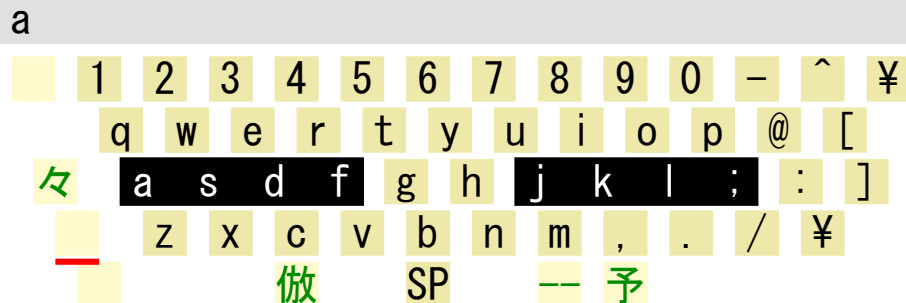 a
1 2 3 4 5 6 7 8 9 0 - ^ ¥
q w e r t y u i o p @ [
々 a s d f g h j k l ; : ]
z x c v b n m , . / ¥
倣 SP -- 予